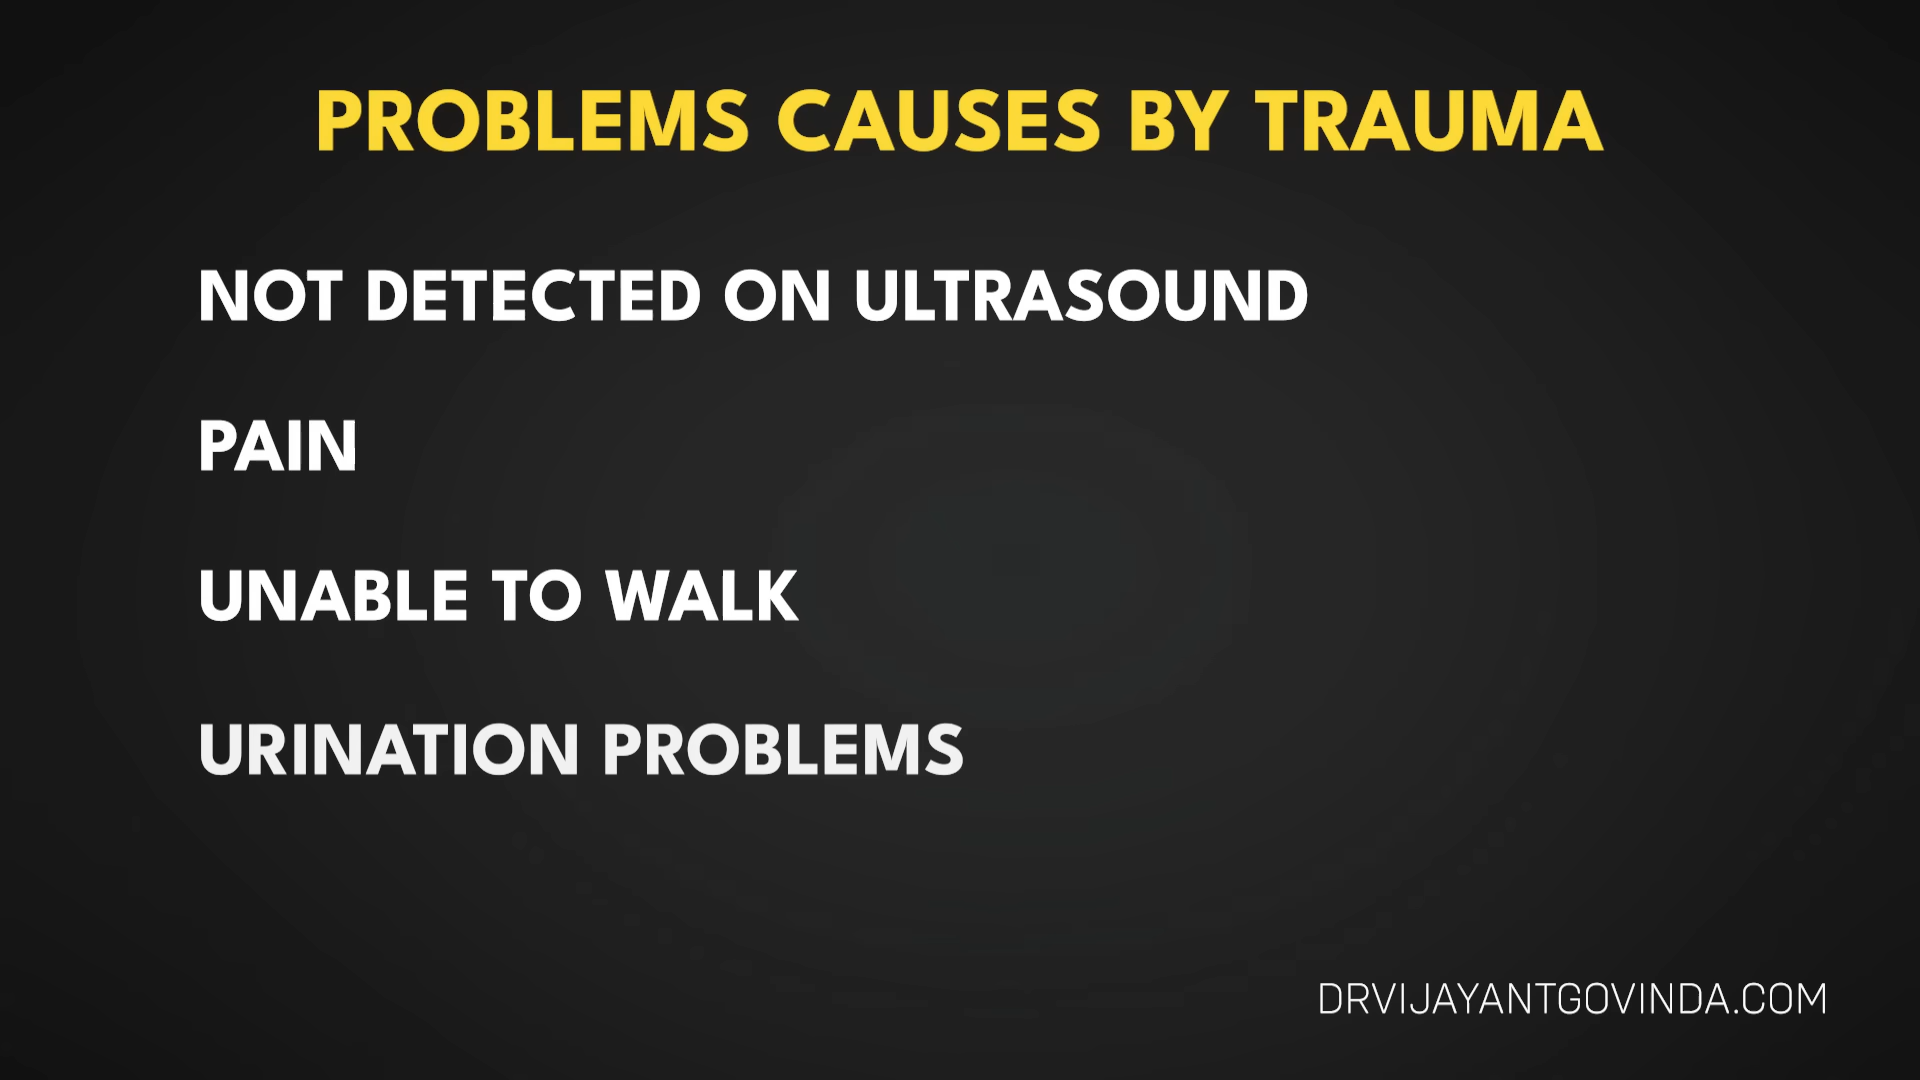 PROBLEMS CAUSES BY TRAUMA
NOT DETECTED ON ULTRASOUND
PAIN
UNABLE TO WALK
URINATION PROBLEMS
DRVIJAYANTGOVINDA.COM